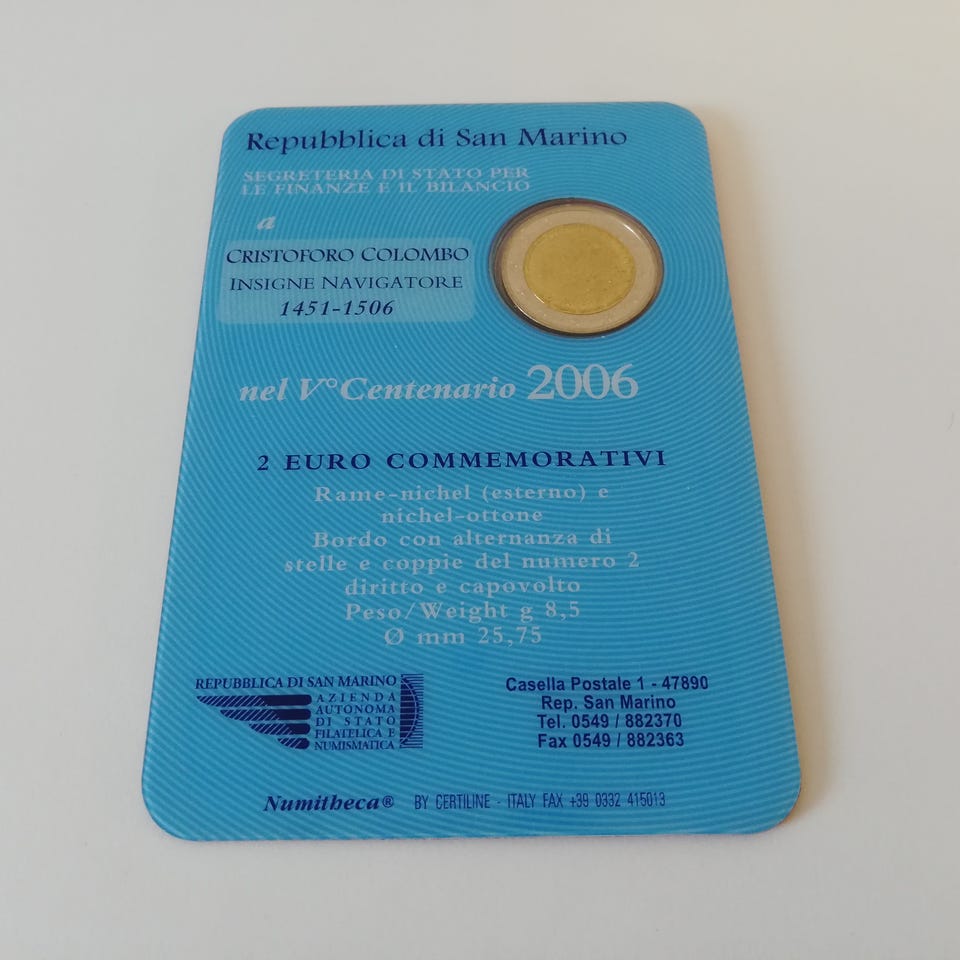 Repubblica di San Marino
SEGRETERIA DI STATO PER
LE FINANZE E IL BILANCIO
a
CRISTOFORO COLOMBO
INSIGNE NAVIGATORE
1451-1506
nel V° Centenario 2006
2 EURO COMMEMORATIVI
Rame-nichel (esterno) e
nichel-ottone
Bordo con alternanza di
stelle e coppie del numero 2
diritto e capovolto
Peso/Weight g 8,5
Ø mm 25,75
REPUBBLICA DI SAN MARINO
AZIENDA
AUTONOMA
DI STATO
FILATELICA E
NUMISMATICA
Casella Postale 1 - 47890
Rep. San Marino
Tel. 0549 / 882370
Fax 0549 / 882363
Numitheca® BY CERTILINE - ITALY FAX +39 0332 415013